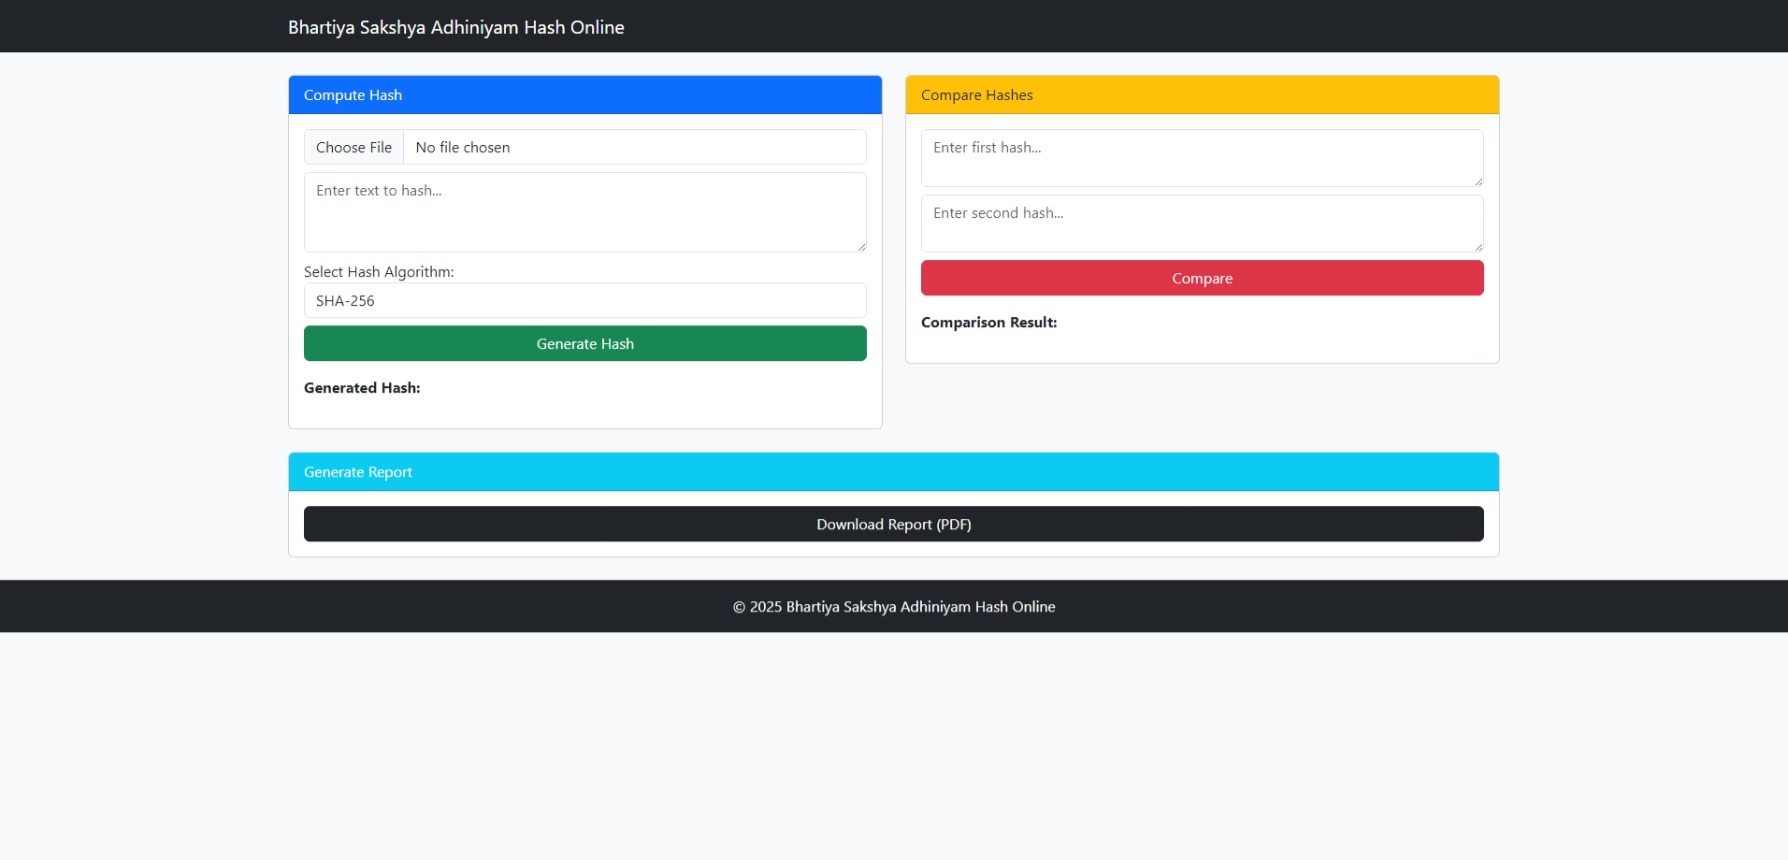 Bhartiya Sakshya Adhiniyam Hash Online
Compute Hash
Choose File No file chosen
Enter text to hash...
Select Hash Algorithm:
SHA-256
Generate Hash
Generated Hash:
Compare Hashes
Enter first hash...
Enter second hash...
Compare
Comparison Result:
Generate Report
Download Report (PDF)
© 2025 Bhartiya Sakshya Adhiniyam Hash Online